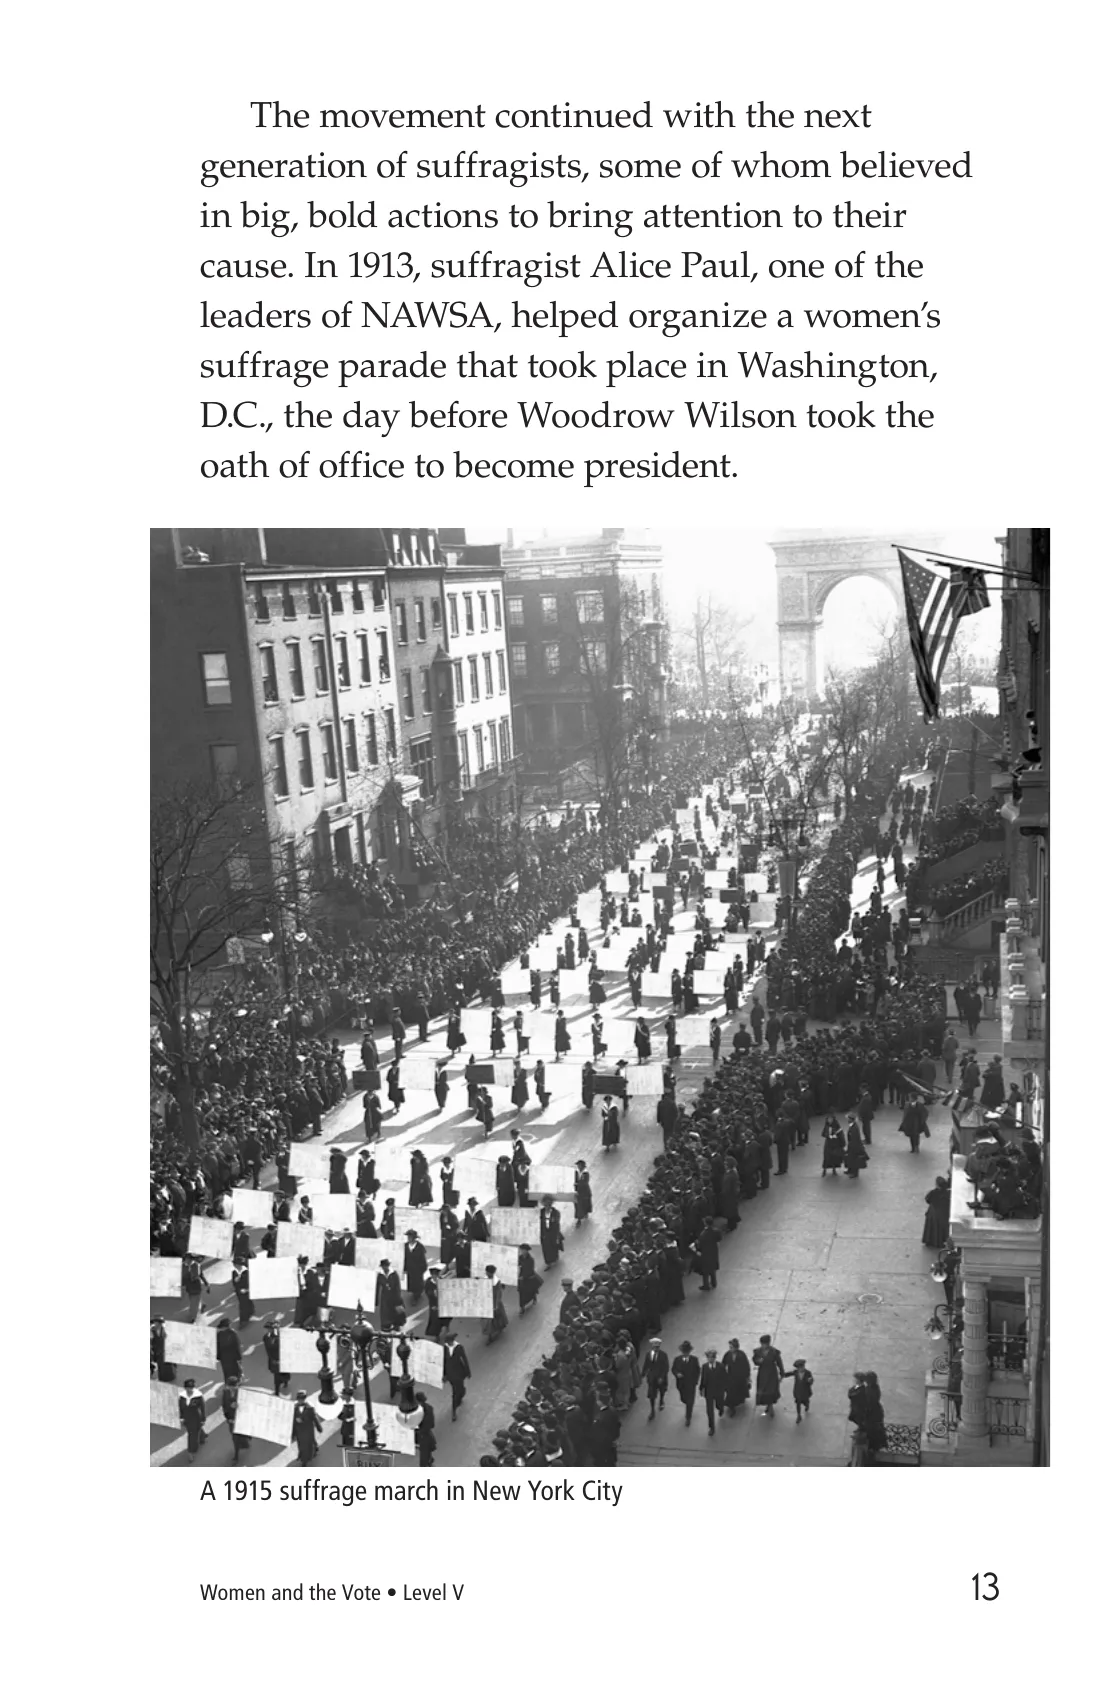 The movement continued with the next
generation of suffragists, some of whom believed
in big, bold actions to bring attention to their
cause. In 1913, suffragist Alice Paul, one of the
leaders of NAWSA, helped organize a women’s
suffrage parade that took place in Washington,
D.C., the day before Woodrow Wilson took the
oath of office to become president.
A 1915 suffrage march in New York City
Women and the Vote • Level V
13